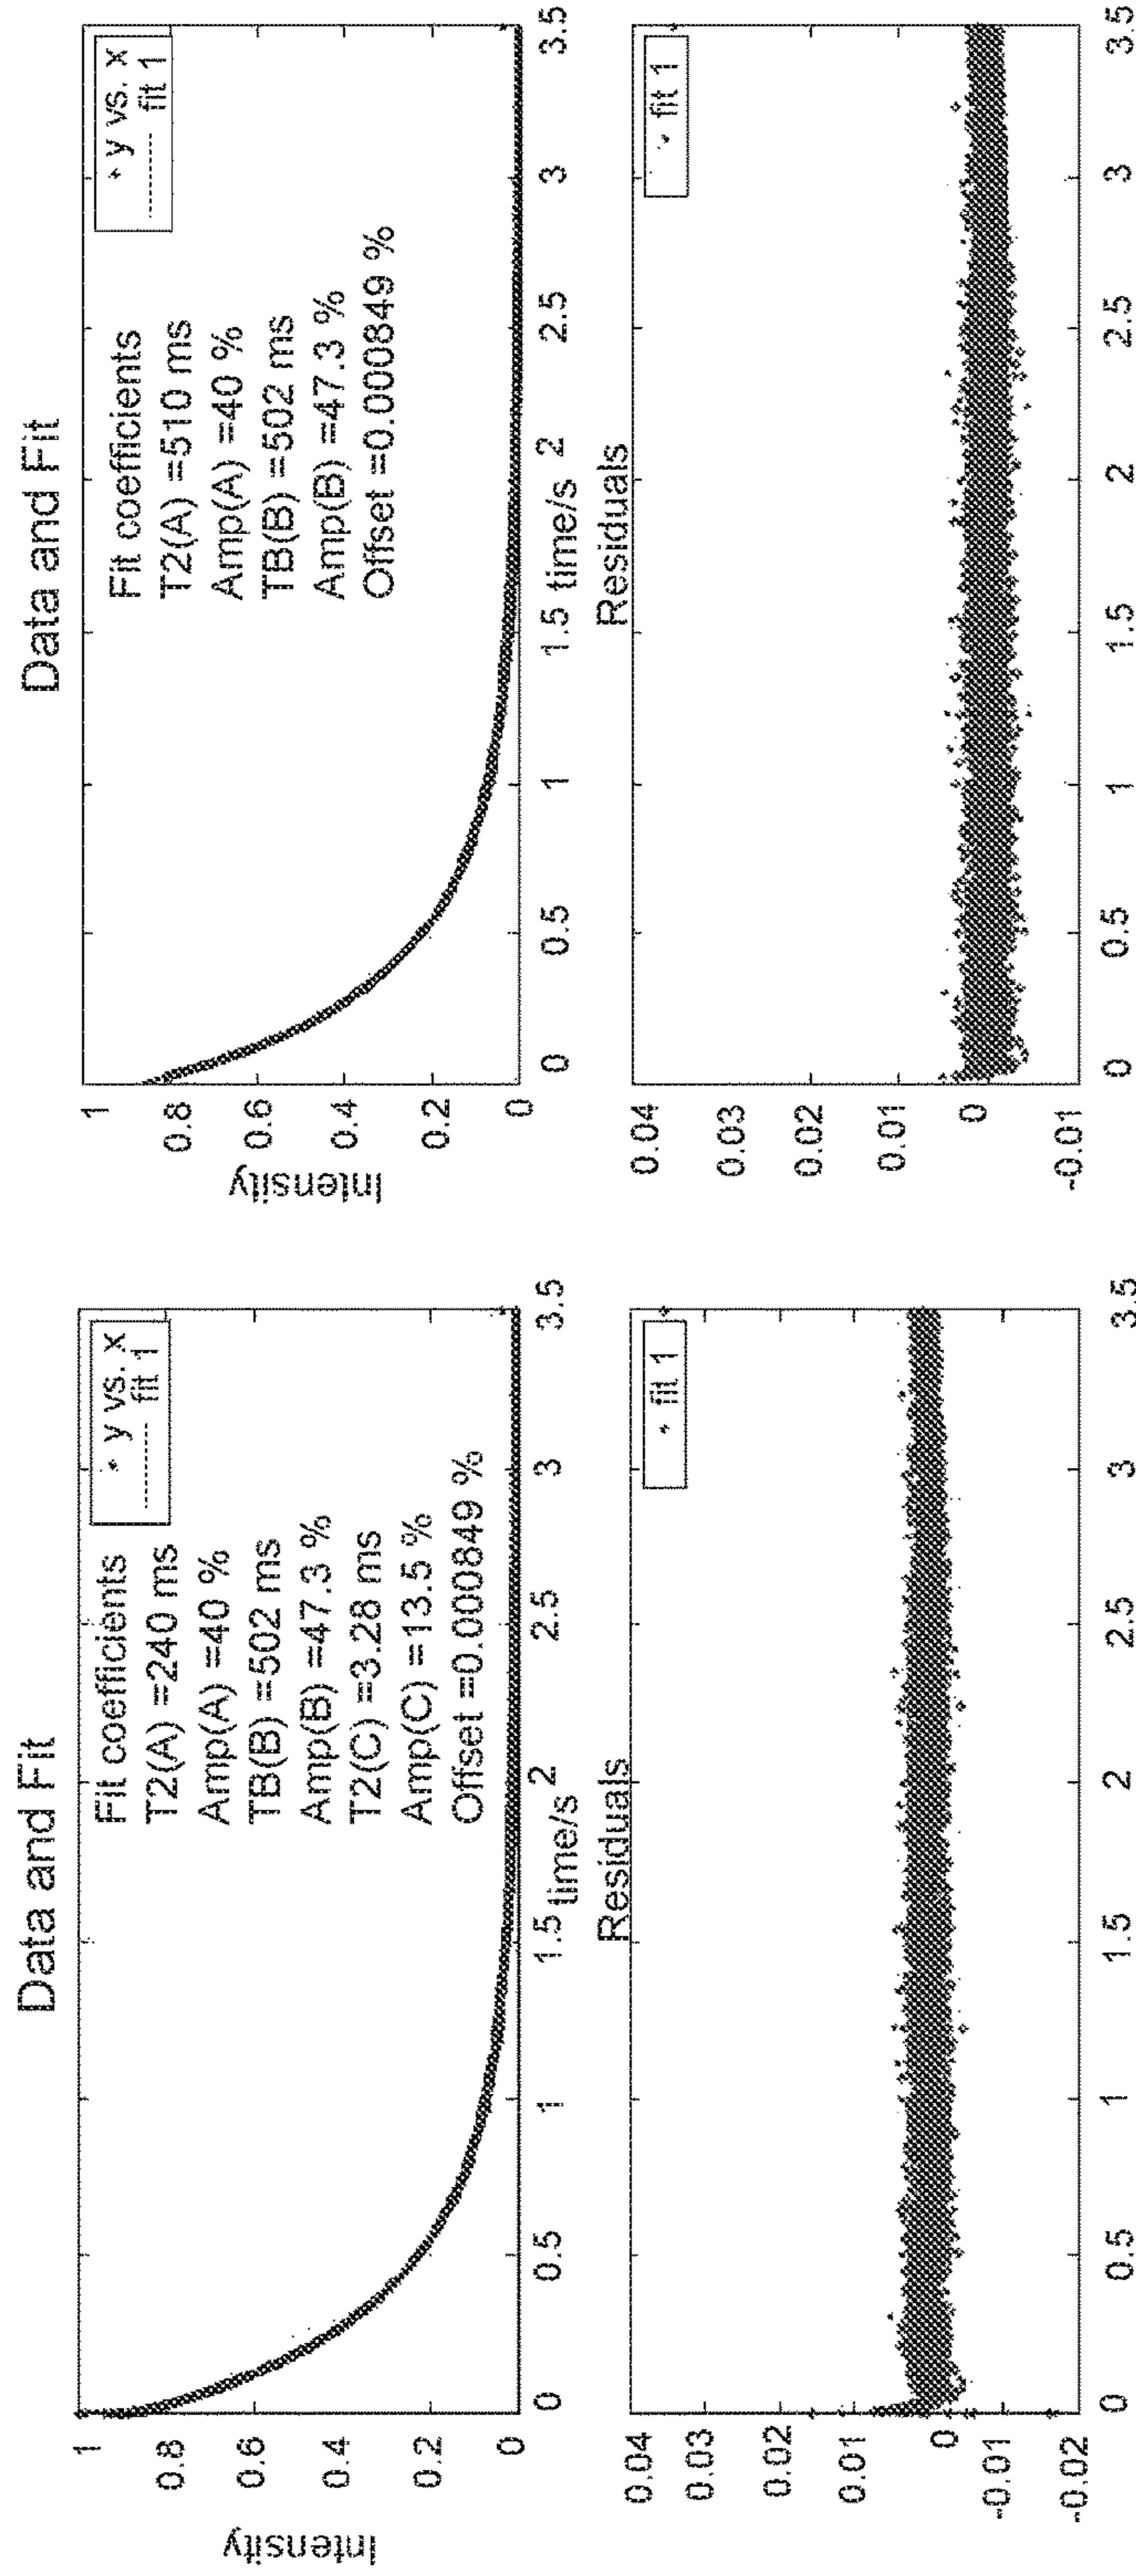 Data and Fit
Intensity
1
0.8
0.6
0.4
0.2
0
y vs. x
fit 1
Fit coefficients
T2(A) =240 ms
Amp(A) =40 %
TB(B) =502 ms
Amp(B) =47.3 %
T2(C) =3.28 ms
Amp(C) =13.5 %
Offset =0.000849 %
0 0.5 1 1.5 2 2.5 3 3.5
time/s
Residuals
0.04
0.03
0.02
0.01
0
-0.01
-0.02
fit 1
0 0.5 1 1.5 2 2.5 3 3.5
Data and Fit
Intensity
1
0.8
0.6
0.4
0.2
0
y vs. x
fit 1
Fit coefficients
T2(A) =510 ms
Amp(A) =40 %
TB(B) =502 ms
Amp(B) =47.3 %
Offset =0.000849 %
0 0.5 1 1.5 2 2.5 3 3.5
time/s
Residuals
0.04
0.03
0.02
0.01
0
-0.01
fit 1
0 0.5 1 1.5 2 2.5 3 3.5